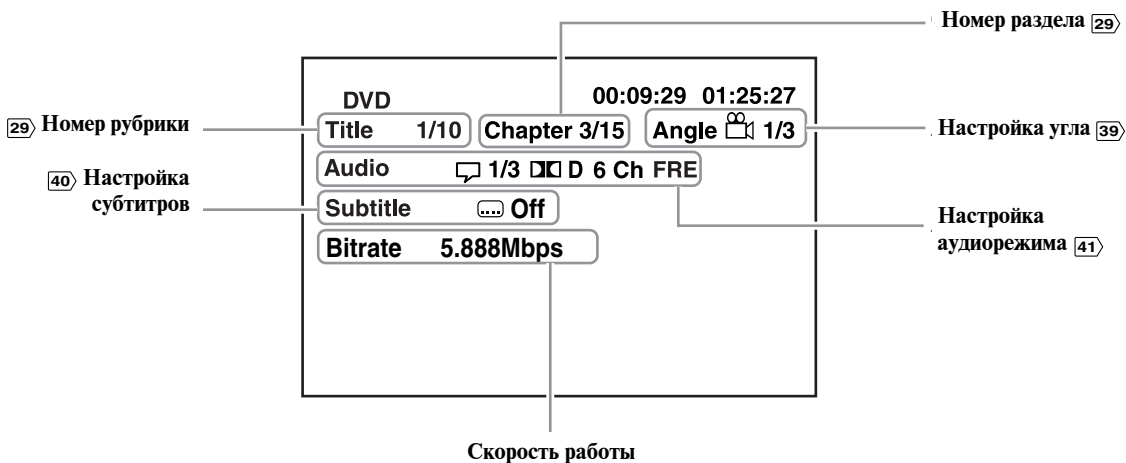 Номер раздела 29
DVD 00:09:29 01:25:27
29 Номер рубрики
Title 1/10 Chapter 3/15 Angle 1/3
Настройка угла 39
Audio 1/3 D 6 Ch FRE
40 Настройка
субтитров
Subtitle Off
Настройка
аудиорежима 41
Bitrate 5.888Mbps
Скорость работы